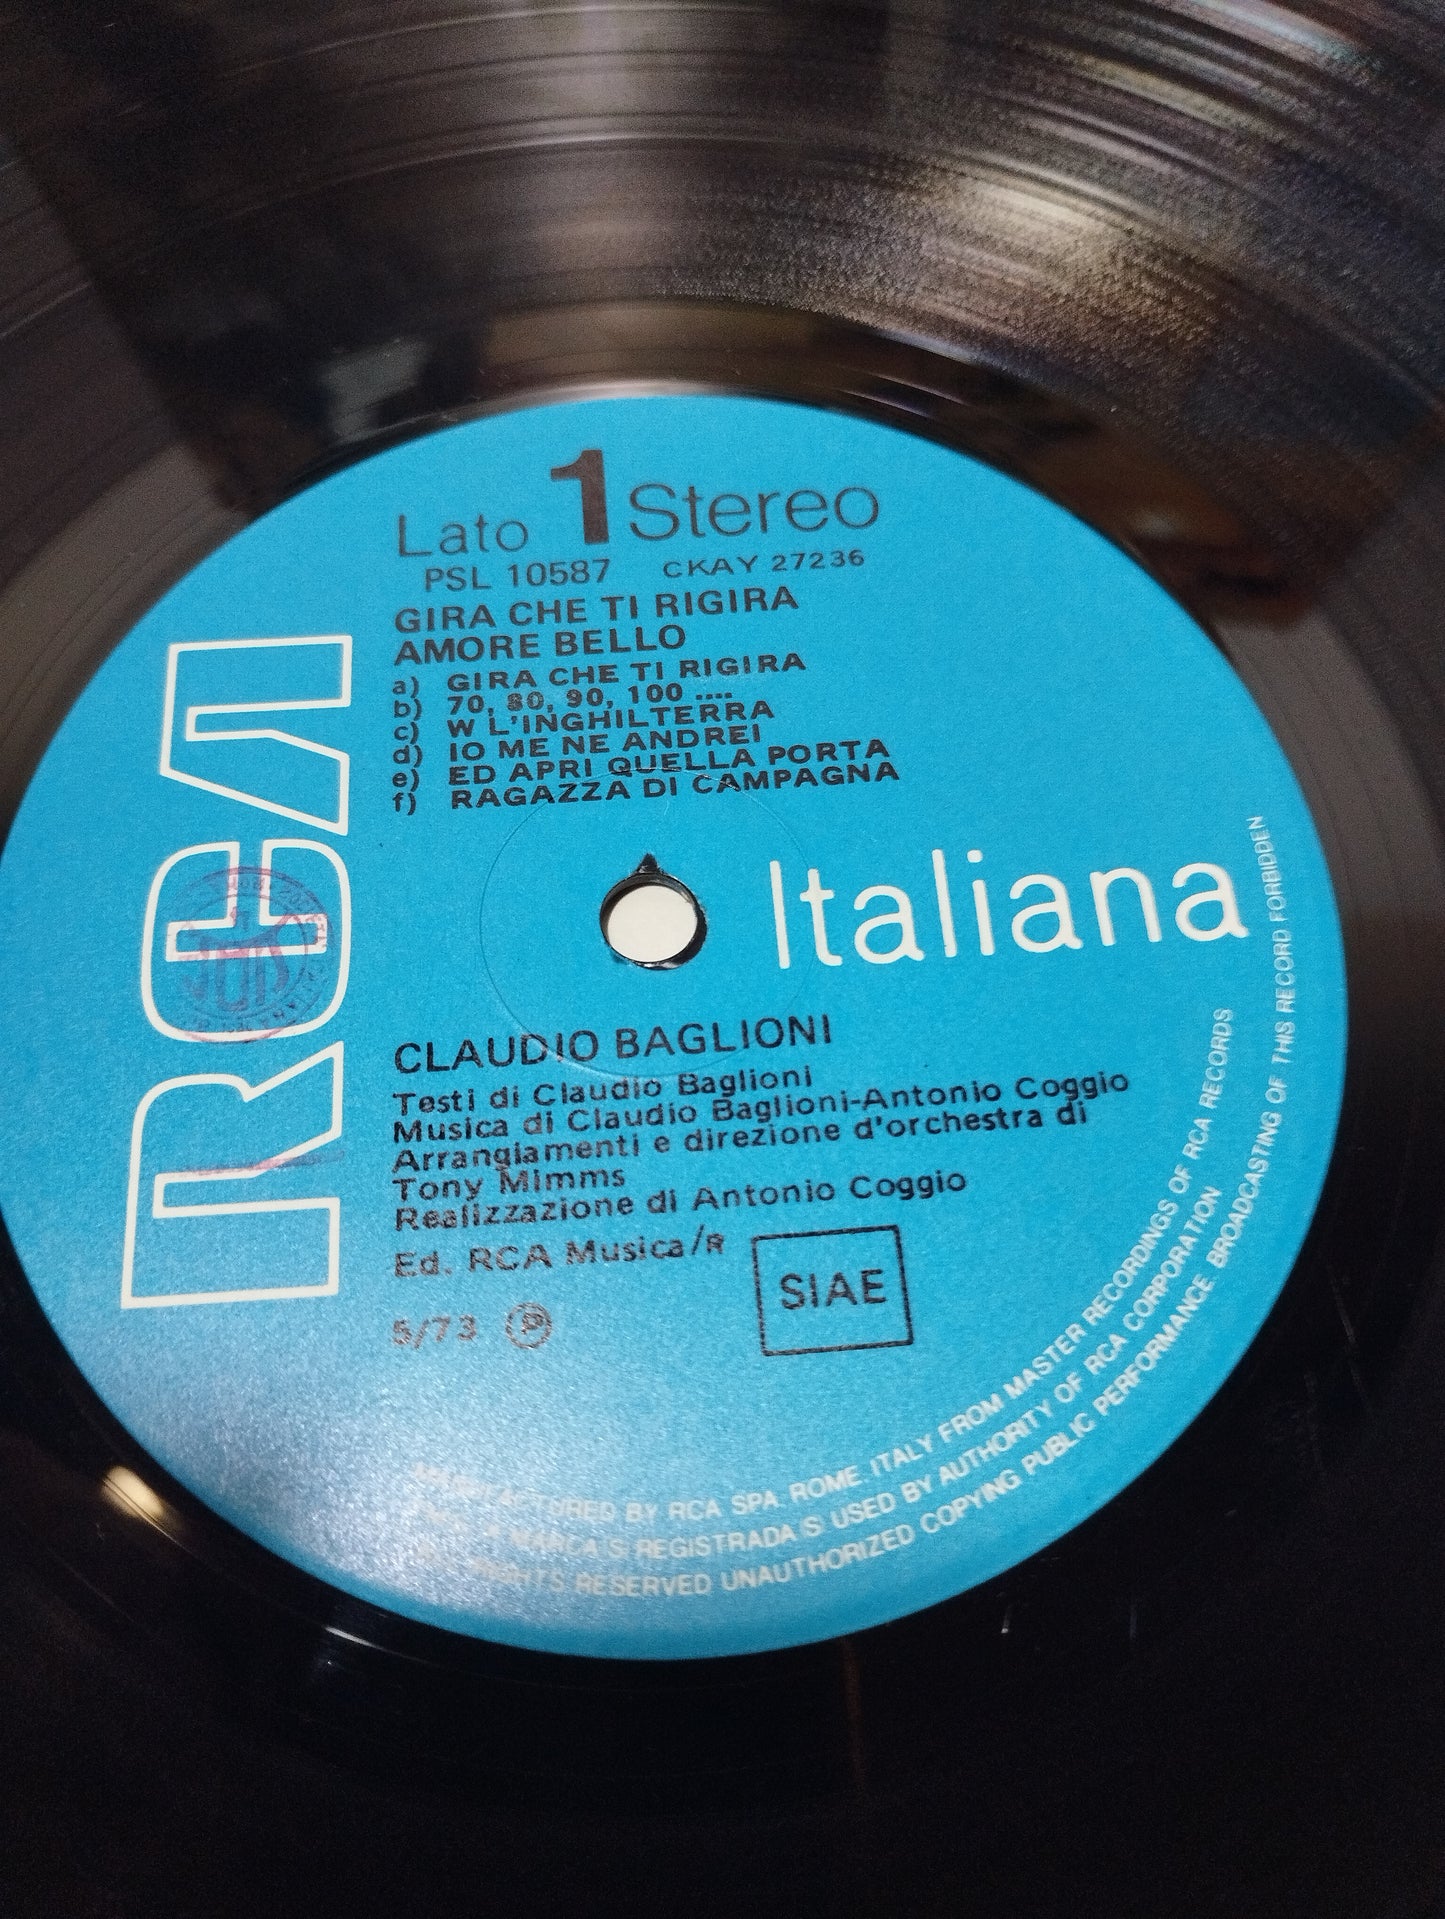 Lato 1 Stereo
PSL 10587 CKAY 27236
GIRA CHE TI RIGIRA
AMORE BELLO
a) GIRA CHE TI RIGIRA
b) 70, 80, 90, 100 ....
c) W L'INGHILTERRA
d) IO ME NE ANDREI
e) ED APRI QUELLA PORTA
f) RAGAZZA DI CAMPAGNA
RCA
Italiana
CLAUDIO BAGLIONI
Testi di Claudio Baglioni
Musica di Claudio Baglioni-Antonio Coggio
Arrangiamenti e direzione d'orchestra di
Tony Mimms
Realizzazione di Antonio Coggio
Ed. RCA Musica/R
SIAE
5/73 Ⓟ
MANUFACTURED BY RCA SPA. ROME. ITALY FROM MASTER RECORDINGS OF RCA RECORDS
MARCA S REGISTRADA S USED BY AUTHORITY OF RCA CORPORATION
RIGHTS RESERVED UNAUTHORIZED COPYING PUBLIC PERFORMANCE. BROADCASTING OF THIS RECORD FORBIDDEN